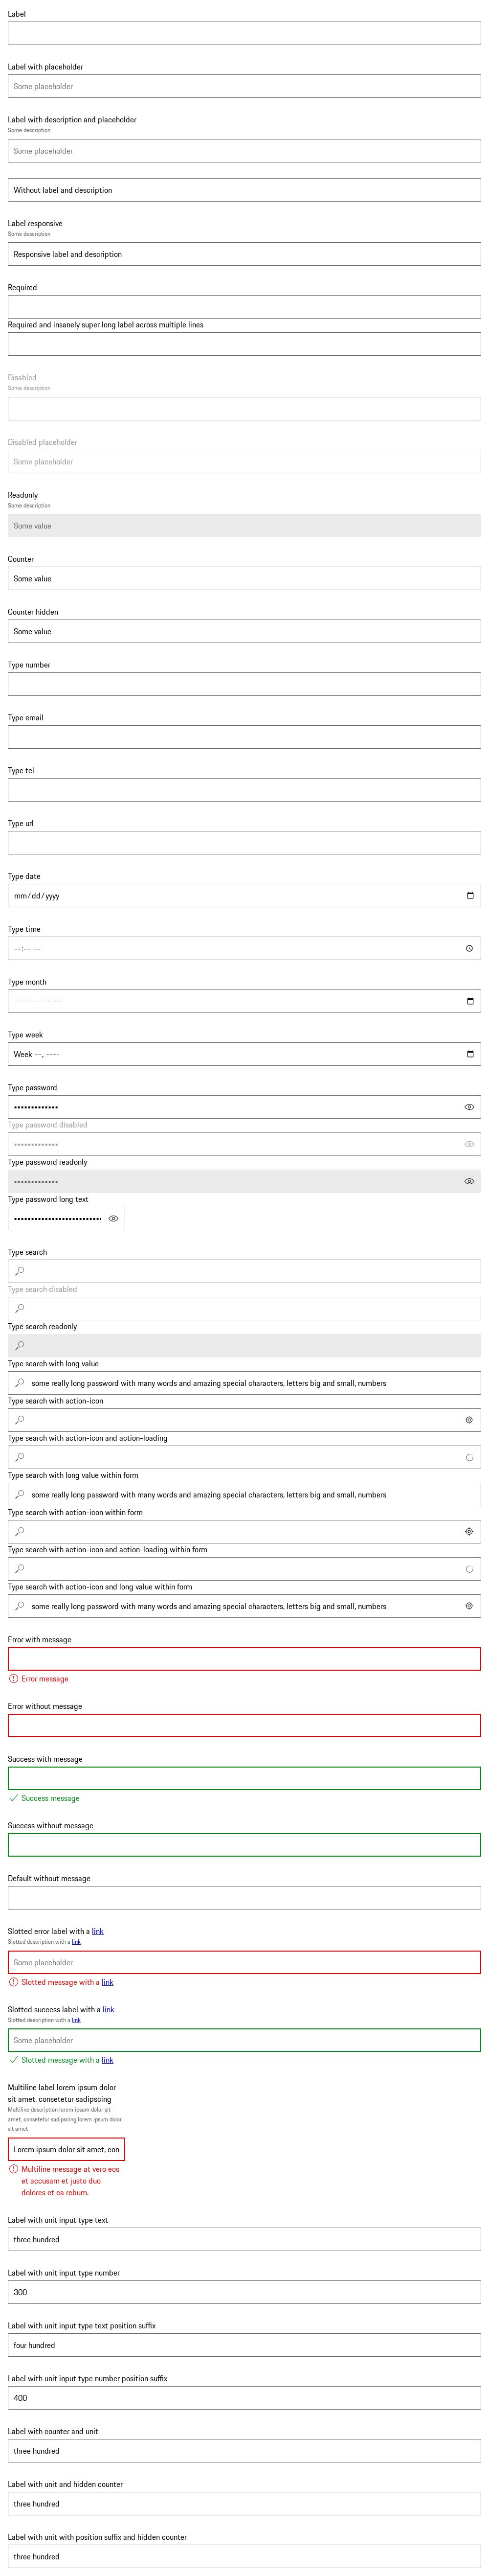 Label
Label with placeholder
Some placeholder
Label with description and placeholder
Some description
Some placeholder
Without label and description
Label responsive
Some description
Responsive label and description
Required
Required and insanely super long label across multiple lines
Disabled
Some description
Disabled placeholder
Some placeholder
Readonly
Some description
Some value
Counter
Some value
Counter hidden
Some value
Type number
Type email
Type tel
Type url
Type date
mm/dd/yyyy
Type time
--:-- --
Type month
--------- ----
Type week
Week --, ----
Type password
•••••••••••••
Type password disabled
•••••••••••••
Type password readonly
•••••••••••••
Type password long text
••••••••••••••••••••••••••
Type search
Type search disabled
Type search readonly
Type search with long value
some really long password with many words and amazing special characters, letters big and small, numbers
Type search with action-icon
Type search with action-icon and action-loading
Type search with long value within form
some really long password with many words and amazing special characters, letters big and small, numbers
Type search with action-icon within form
Type search with action-icon and action-loading within form
Type search with action-icon and long value within form
some really long password with many words and amazing special characters, letters big and small, numbers
Error with message
Error message
Error without message
Success with message
Success message
Success without message
Default without message
Slotted error label with a link
Slotted description with a link
Some placeholder
Slotted message with a link
Slotted success label with a link
Slotted description with a link
Some placeholder
Slotted message with a link
Multiline label lorem ipsum dolor
sit amet, consetetur sadipscing
Multiline description lorem ipsum dolor sit
amet, consetetur sadipscing lorem ipsum dolor
sit amet
Lorem ipsum dolor sit amet, con
Multiline message at vero eos
et accusam et justo duo
dolores et ea rebum.
Label with unit input type text
three hundred
Label with unit input type number
300
Label with unit input type text position suffix
four hundred
Label with unit input type number position suffix
400
Label with counter and unit
three hundred
Label with unit and hidden counter
three hundred
Label with unit with position suffix and hidden counter
three hundred